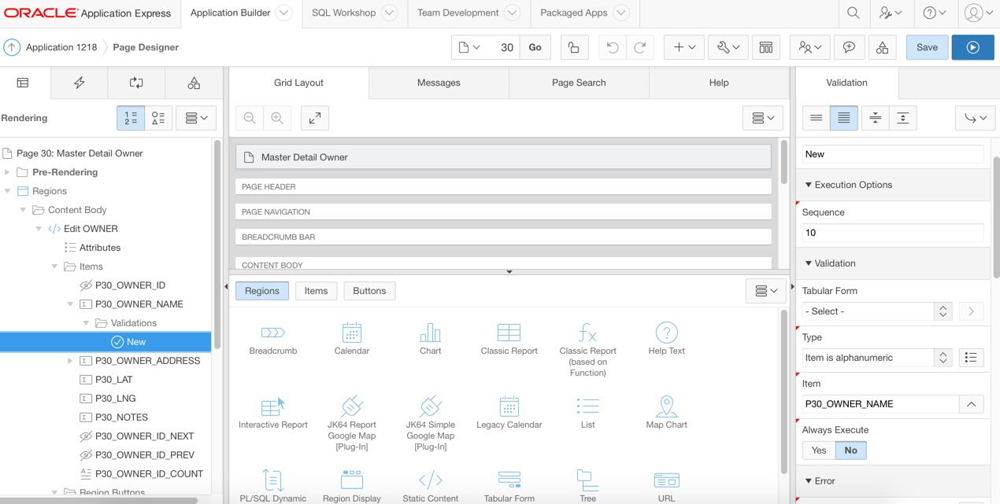 ORACLE Application Express
Application Builder
SQL Workshop
Team Development
Packaged Apps
Application 1218
Page Designer
30
Go
Save
Grid Layout
Messages
Page Search
Help
Validation
Rendering
1
2
Page 30: Master Detail Owner
Pre-Rendering
Regions
Content Body
Edit OWNER
Attributes
Items
P30_OWNER_ID
P30_OWNER_NAME
Validations
New
P30_OWNER_ADDRESS
P30_LAT
P30_LNG
P30_NOTES
P30_OWNER_ID_NEXT
P30_OWNER_ID_PREV
P30_OWNER_ID_COUNT
Region Buttons
Master Detail Owner
PAGE HEADER
PAGE NAVIGATION
BREADCRUMB BAR
CONTENT BODY
Regions
Items
Buttons
Breadcrumb
Calendar
Chart
Classic Report
Classic Report
(based on
Function)
Help Text
Interactive Report
JK64 Report
Google Map
[Plug-In]
JK64 Simple
Google Map
[Plug-In]
Legacy Calendar
List
Map Chart
PL/SQL Dynamic
Region Display
Static Content
Tabular Form
Tree
URL
New
Execution Options
Sequence
10
Validation
Tabular Form
- Select -
Type
Item is alphanumeric
Item
P30_OWNER_NAME
Always Execute
Yes
No
Error